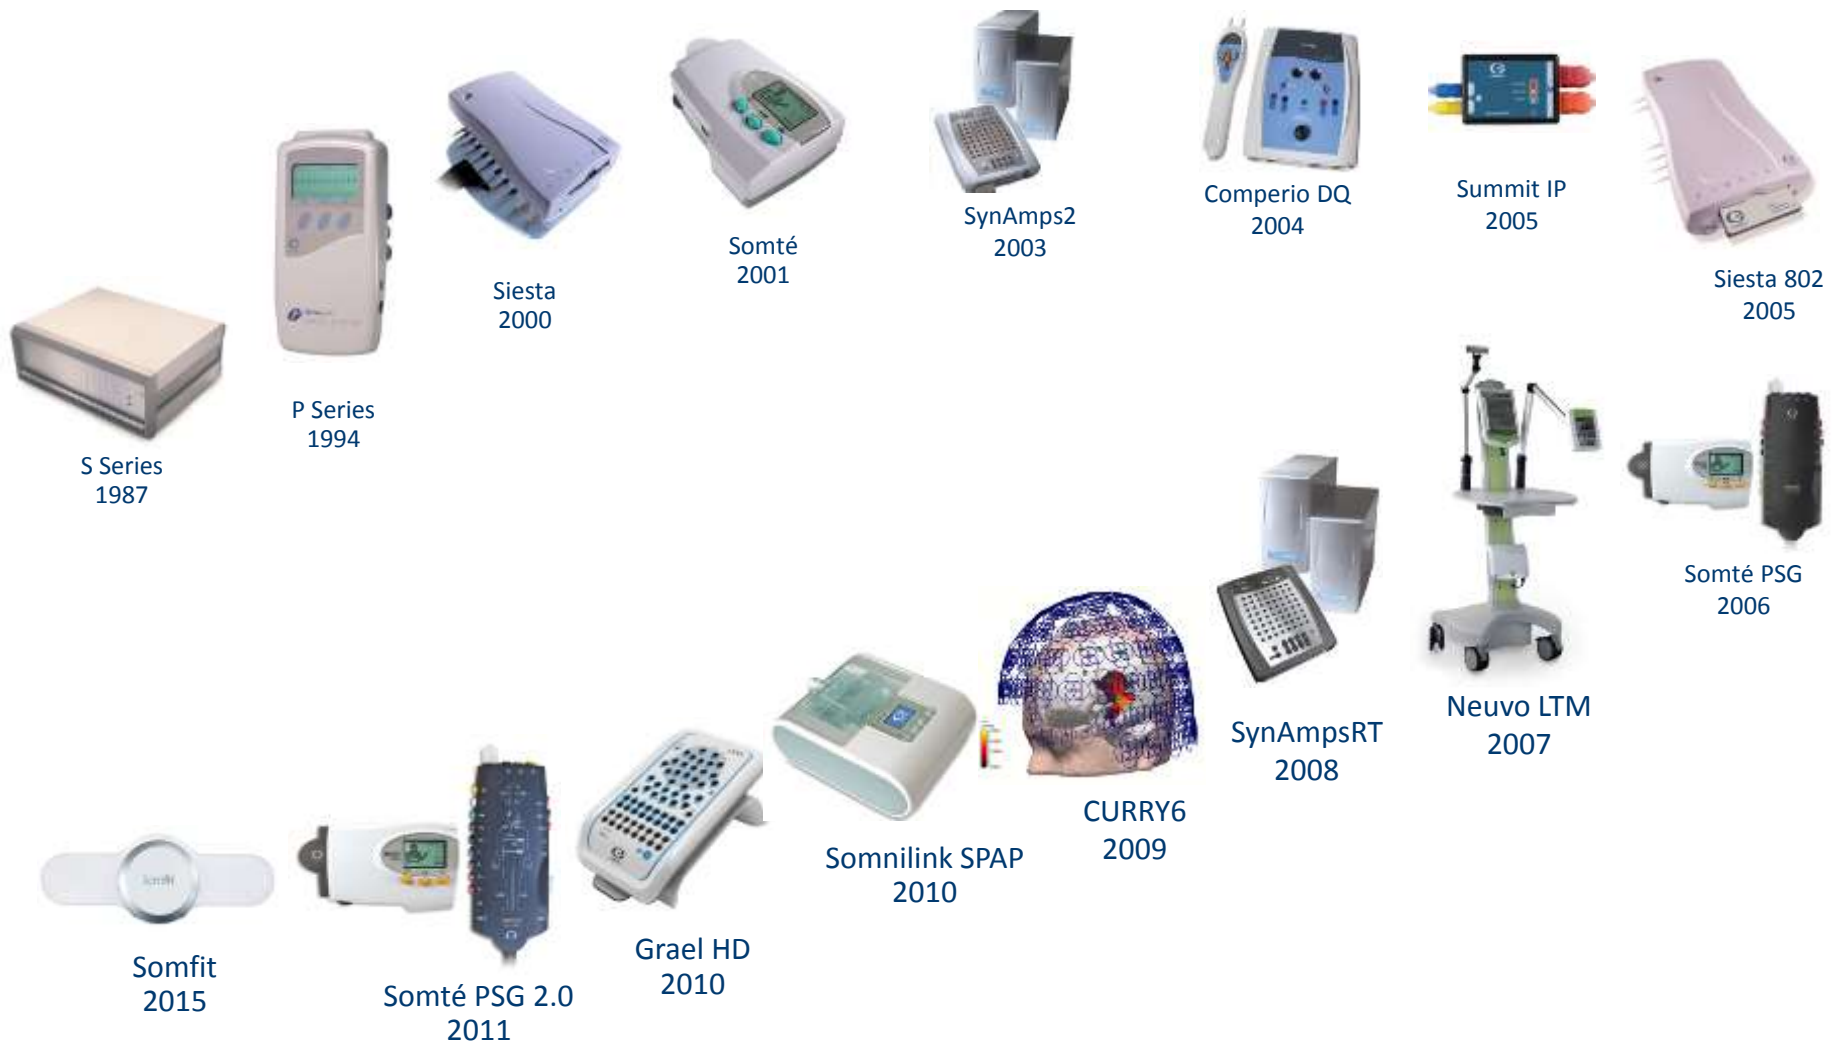 S Series
1987
P Series
1994
Siesta
2000
Somté
2001
SynAmps2
2003
Comperio DQ
2004
Summit IP
2005
Siesta 802
2005
Somté PSG
2006
Neuvo LTM
2007
SynAmpsRT
2008
CURRY6
2009
Somnilink SPAP
2010
Grael HD
2010
Somté PSG 2.0
2011
Somfit
2015